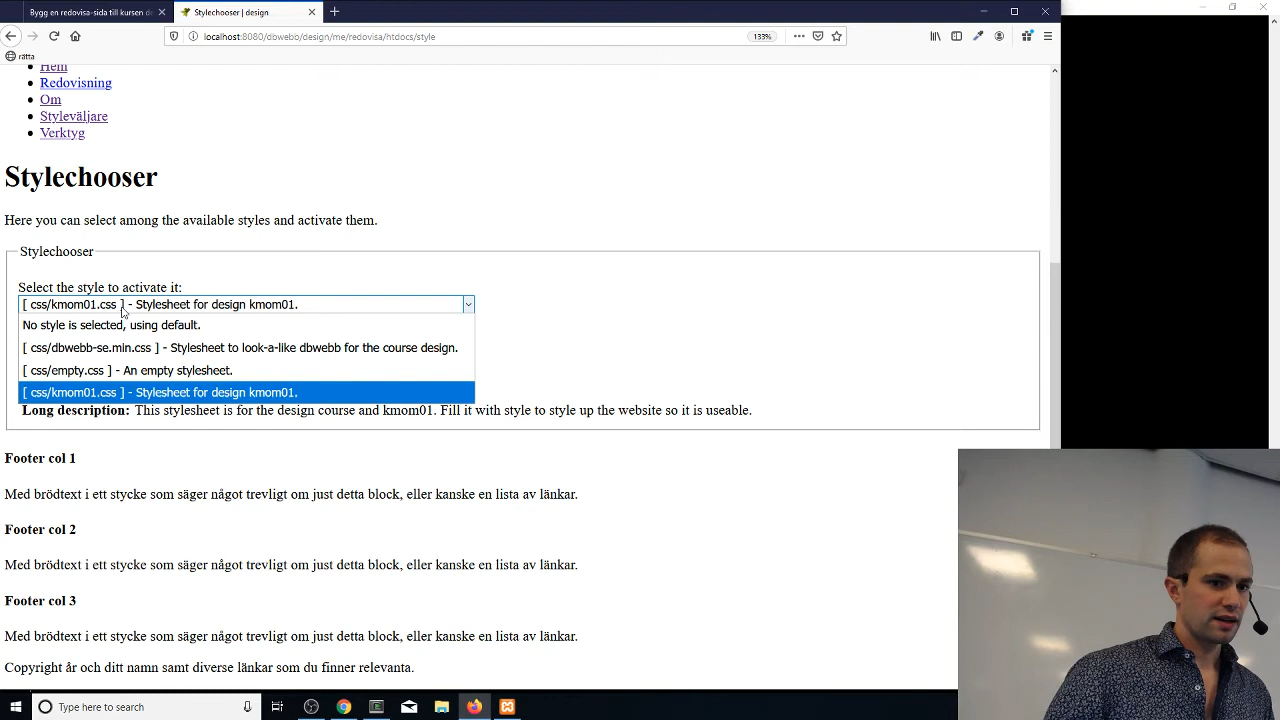 Bygg en redovisa-sida till kursen de
Stylechooser | design
localhost:8080/dbwebb/design/me/redovisa/htdocs/style
133%
rätta
Hem
Redovisning
Om
Styleväljare
Verktyg
Stylechooser
Here you can select among the available styles and activate them.
Stylechooser
Select the style to activate it:
[ css/kmom01.css ] - Stylesheet for design kmom01.
No style is selected, using default.
[ css/dbwebb-se.min.css ] - Stylesheet to look-a-like dbwebb for the course design.
[ css/empty.css ] - An empty stylesheet.
[ css/kmom01.css ] - Stylesheet for design kmom01.
Long description: This stylesheet is for the design course and kmom01. Fill it with style to style up the website so it is useable.
Footer col 1
Med brödtext i ett stycke som säger något trevligt om just detta block, eller kanske en lista av länkar.
Footer col 2
Med brödtext i ett stycke som säger något trevligt om just detta block, eller kanske en lista av länkar.
Footer col 3
Med brödtext i ett stycke som säger något trevligt om just detta block, eller kanske en lista av länkar.
Copyright år och ditt namn samt diverse länkar som du finner relevanta.
Type here to search